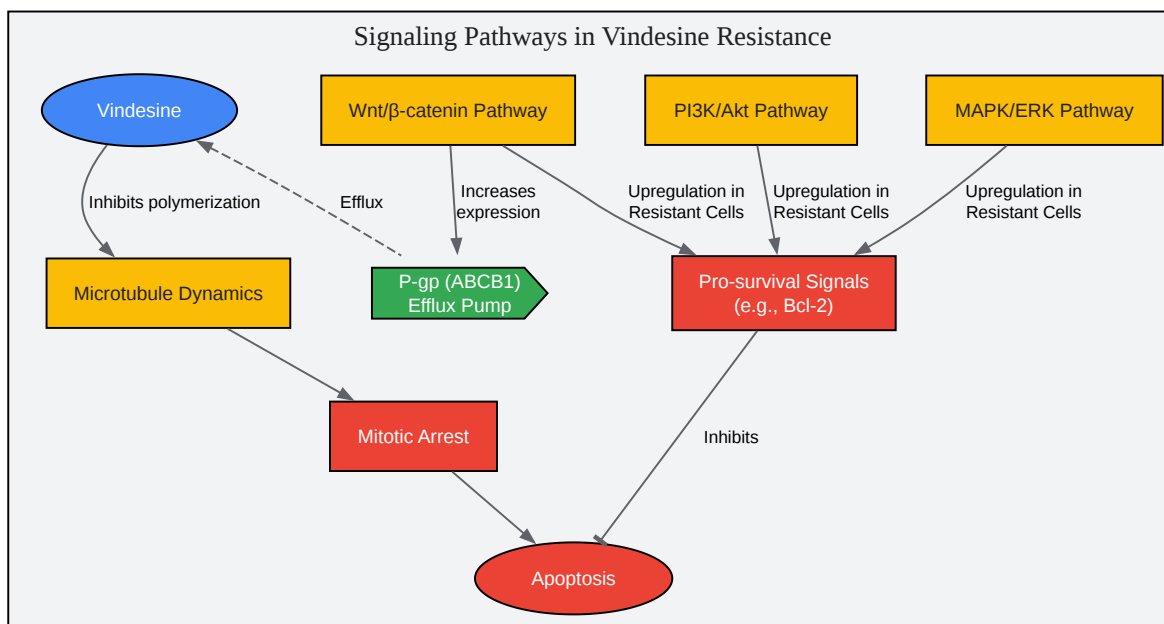 Signaling Pathways in Vindesine Resistance
Vindesine
Wnt/β-catenin Pathway
PI3K/Akt Pathway
MAPK/ERK Pathway
Inhibits polymerization
Efflux
Increases
expression
Upregulation in
Resistant Cells
Upregulation in
Resistant Cells
Upregulation in
Resistant Cells
Microtubule Dynamics
P-gp (ABCB1)
Efflux Pump
Pro-survival Signals
(e.g., Bcl-2)
Mitotic Arrest
Inhibits
Apoptosis